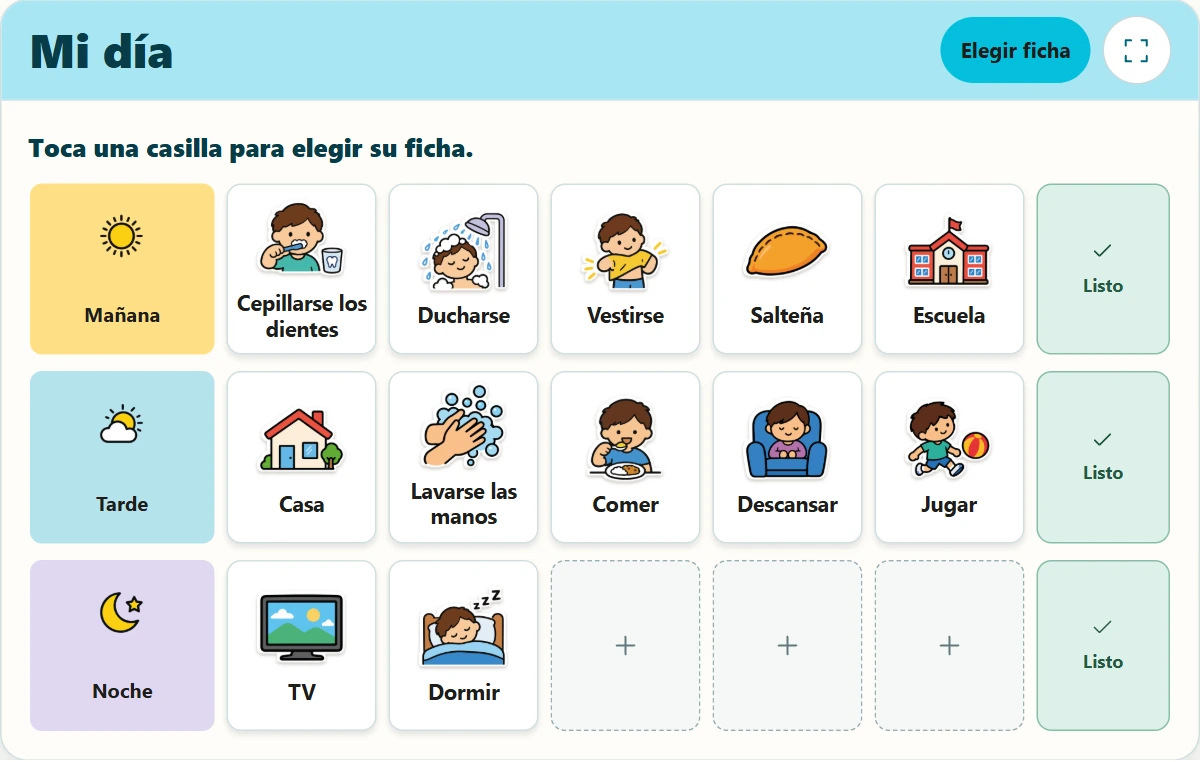 Mi día
Elegir ficha
Toca una casilla para elegir su ficha.
Mañana
Cepillarse los
dientes
Ducharse
Vestirse
Salteña
Escuela
Listo
Tarde
Casa
Lavarse las
manos
Comer
Descansar
Jugar
Listo
Noche
TV
z z z
Dormir
+
+
+
Listo